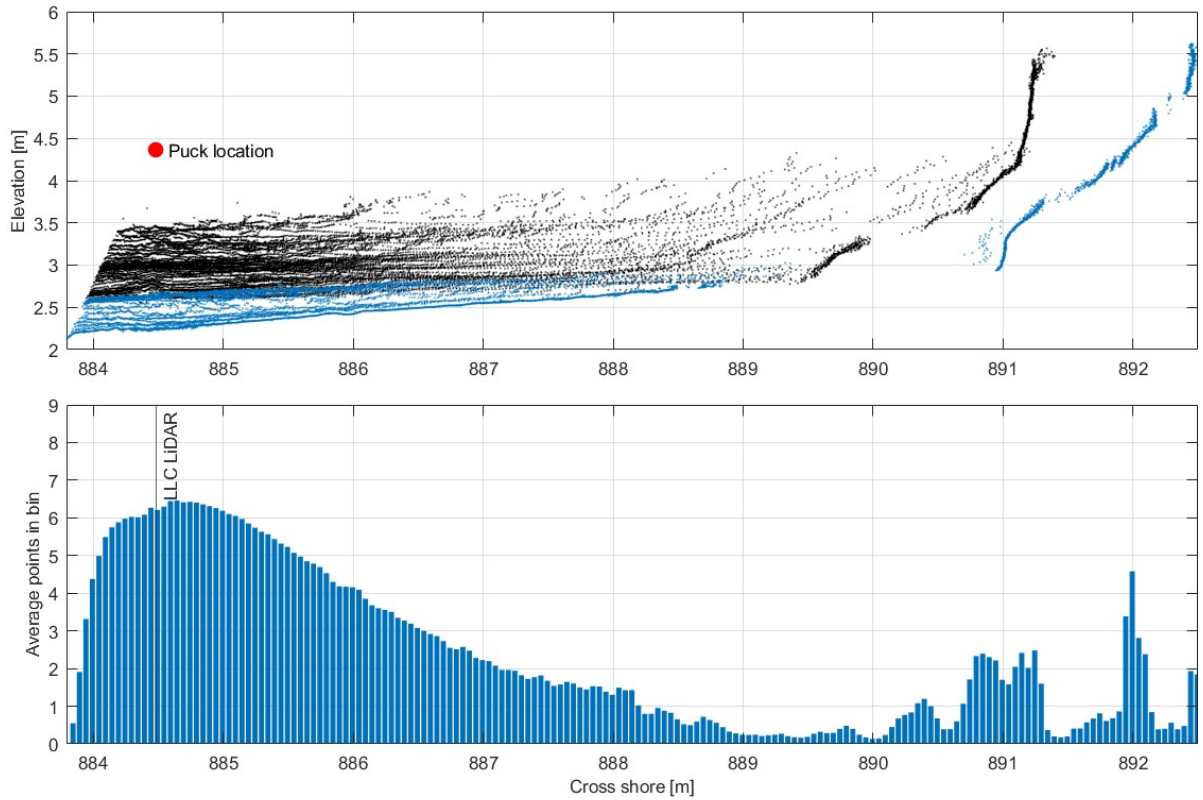 6
5.5
5
4.5
4
3.5
3
2.5
2
Elevation [m]
Puck location
884 885 886 887 888 889 890 891 892
9
8
7
6
5
4
3
2
1
0
Average points in bin
LLC LiDAR
884 885 886 887 888 889 890 891 892
Cross shore [m]